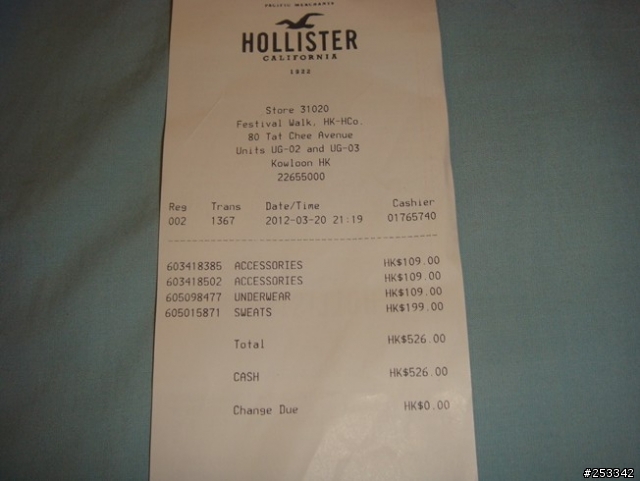 PACIFIC MERCHANTS
HOLLISTER
CALIFORNIA
1922
Store 31020
Festival Walk, HK-HCo.
80 Tat Chee Avenue
Units UG-02 and UG-03
Kowloon HK
22655000
Reg Trans Date/Time Cashier
002 1367 2012-03-20 21:19 01765740
603418385 ACCESSORIES HK$109.00
603418502 ACCESSORIES HK$109.00
605098477 UNDERWEAR HK$109.00
605015871 SWEATS HK$199.00
Total HK$526.00
CASH HK$526.00
Change Due HK$0.00
#253342